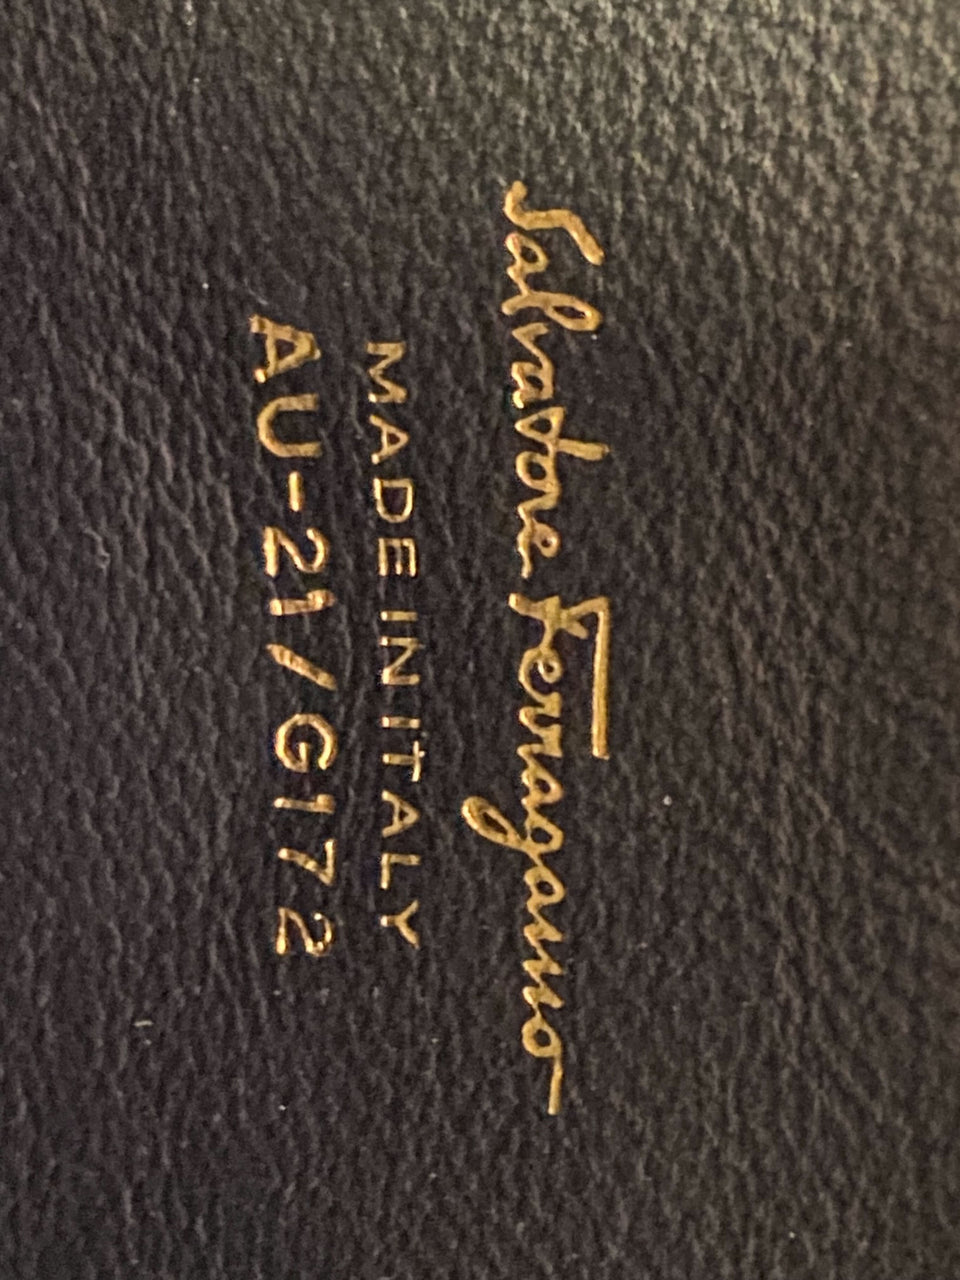 Salvatore Ferragamo
MADE IN ITALY
AU-21/G172